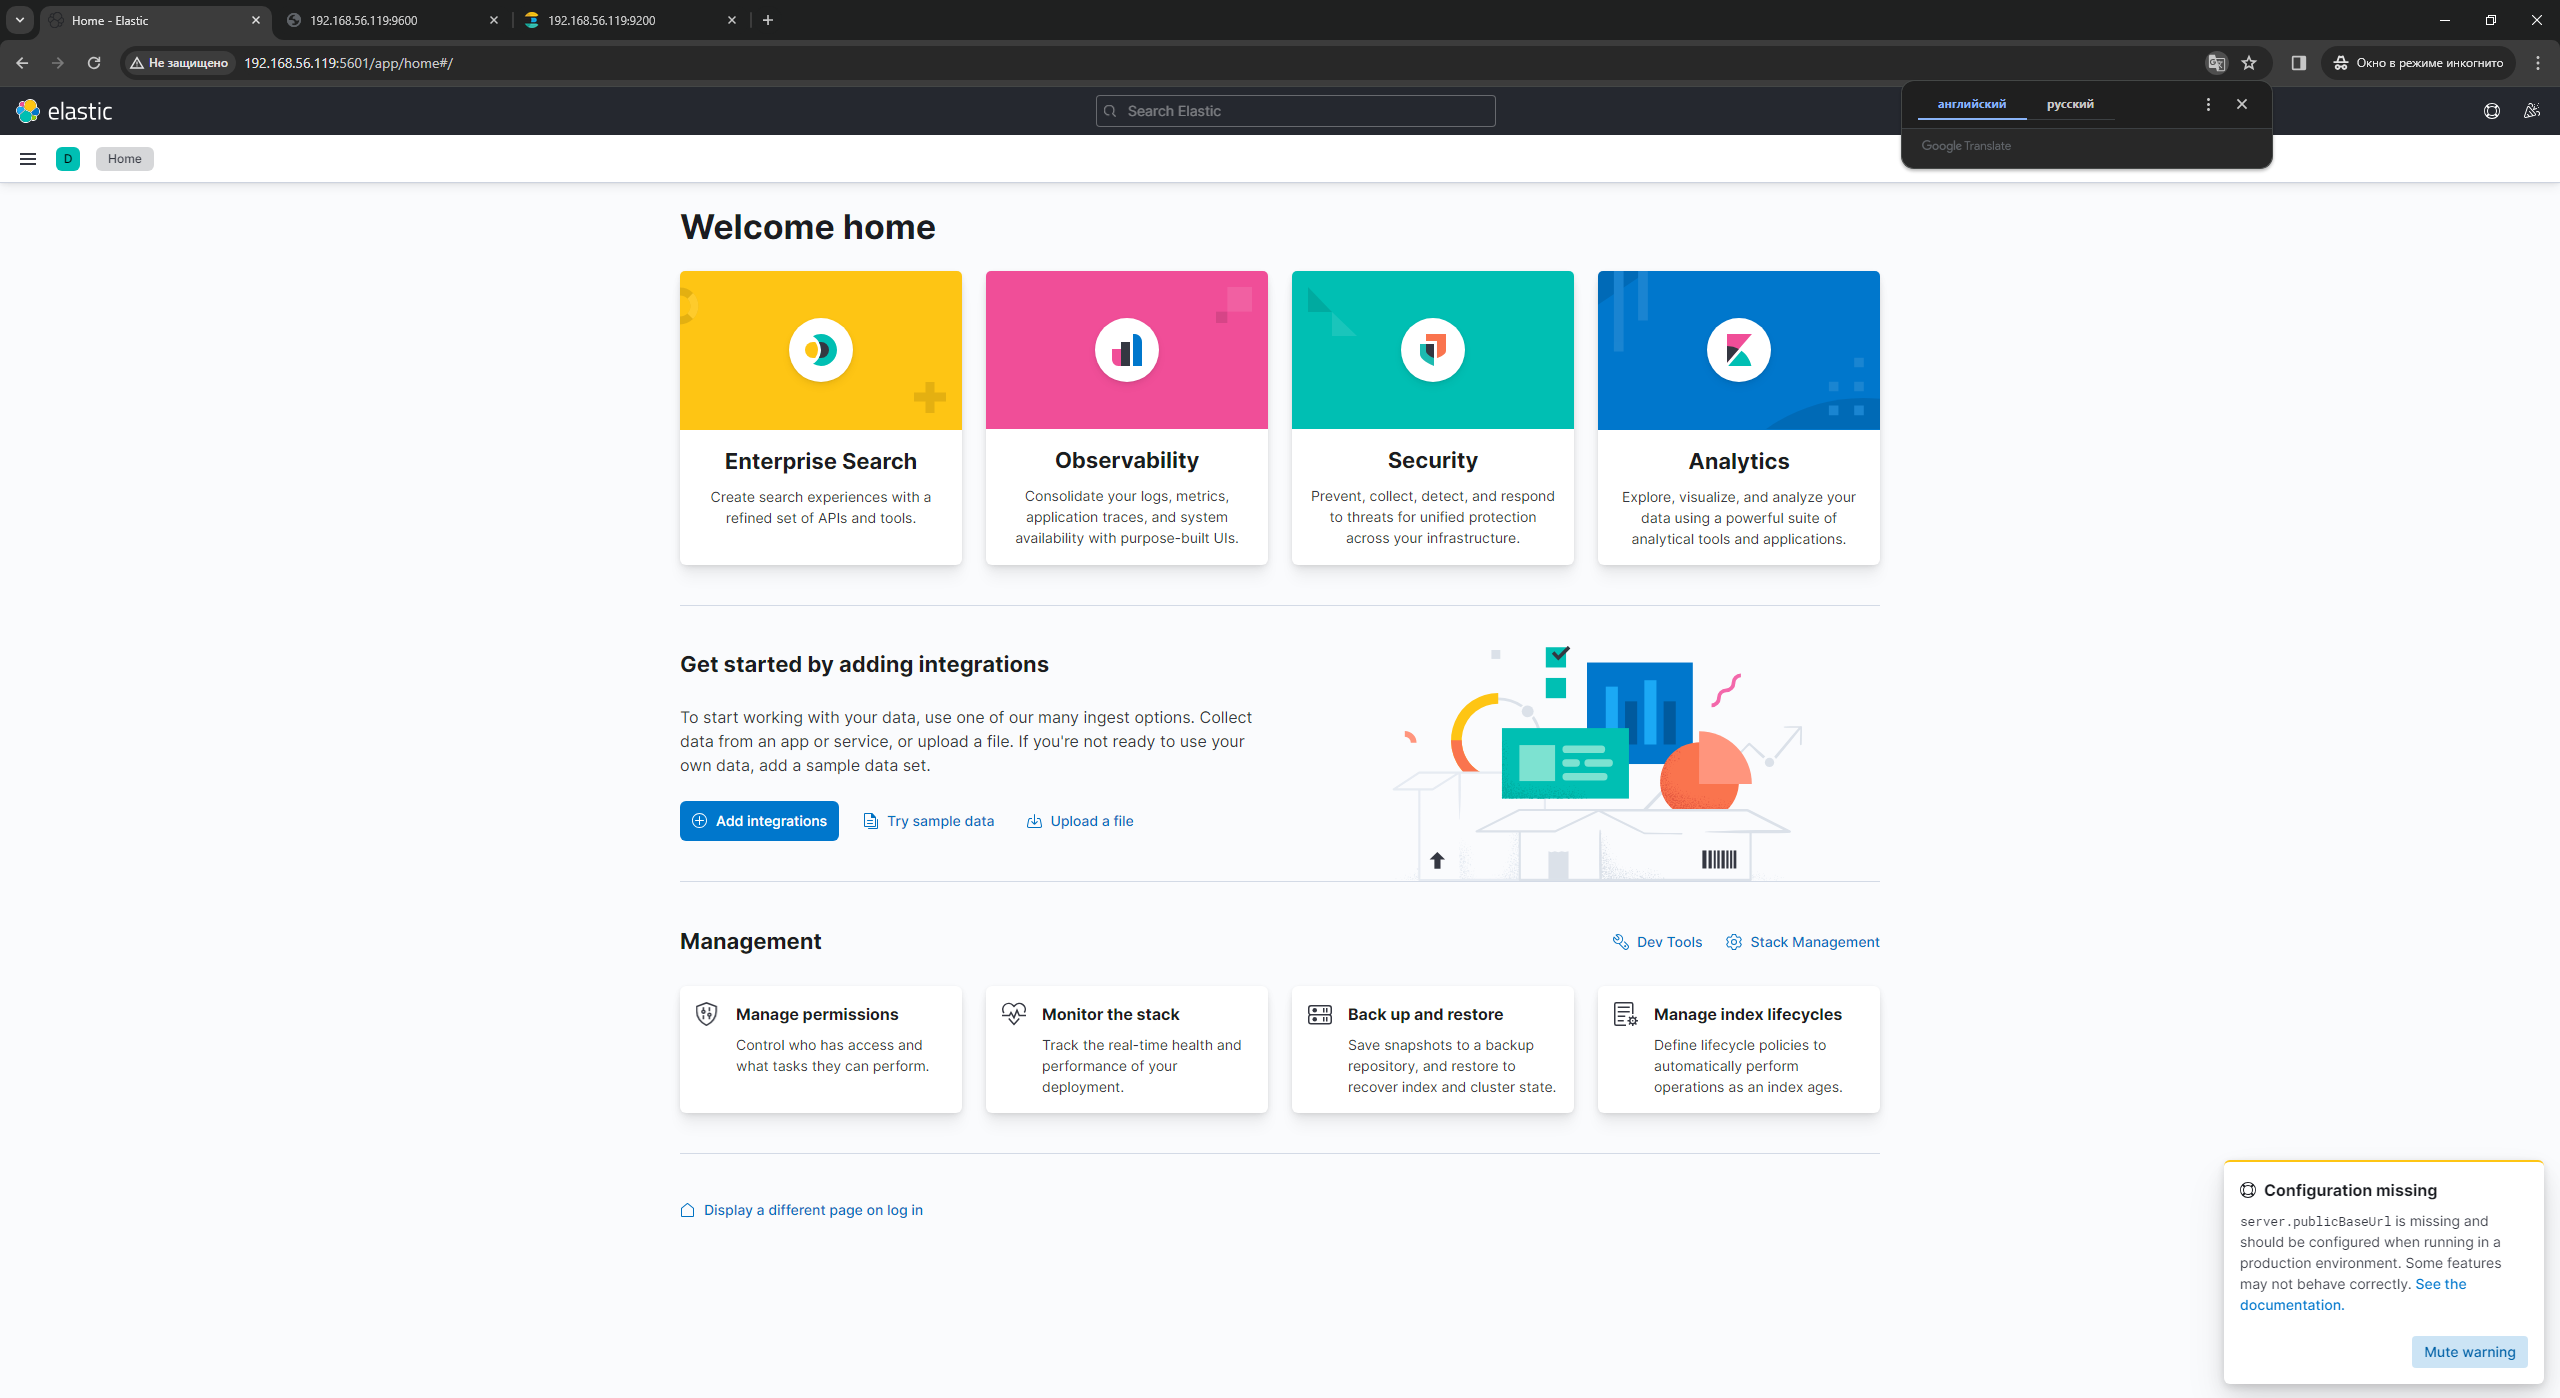 Home - Elastic
192.168.56.119:9600
192.168.56.119:9200
Не защищено
192.168.56.119:5601/app/home#/
Окно в режиме инкогнито
elastic
Search Elastic
английский
русский
Google Translate
D
Home
Welcome home
Enterprise Search
Create search experiences with a
refined set of APIs and tools.
Observability
Consolidate your logs, metrics,
application traces, and system
availability with purpose-built UIs.
Security
Prevent, collect, detect, and respond
to threats for unified protection
across your infrastructure.
Analytics
Explore, visualize, and analyze your
data using a powerful suite of
analytical tools and applications.
Get started by adding integrations
To start working with your data, use one of our many ingest options. Collect
data from an app or service, or upload a file. If you're not ready to use your
own data, add a sample data set.
Add integrations
Try sample data
Upload a file
Management
Dev Tools
Stack Management
Manage permissions
Control who has access and
what tasks they can perform.
Monitor the stack
Track the real-time health and
performance of your
deployment.
Back up and restore
Save snapshots to a backup
repository, and restore to
recover index and cluster state.
Manage index lifecycles
Define lifecycle policies to
automatically perform
operations as an index ages.
Display a different page on log in
Configuration missing
server.publicBaseUrl is missing and
should be configured when running in a
production environment. Some features
may not behave correctly. See the
documentation.
Mute warning